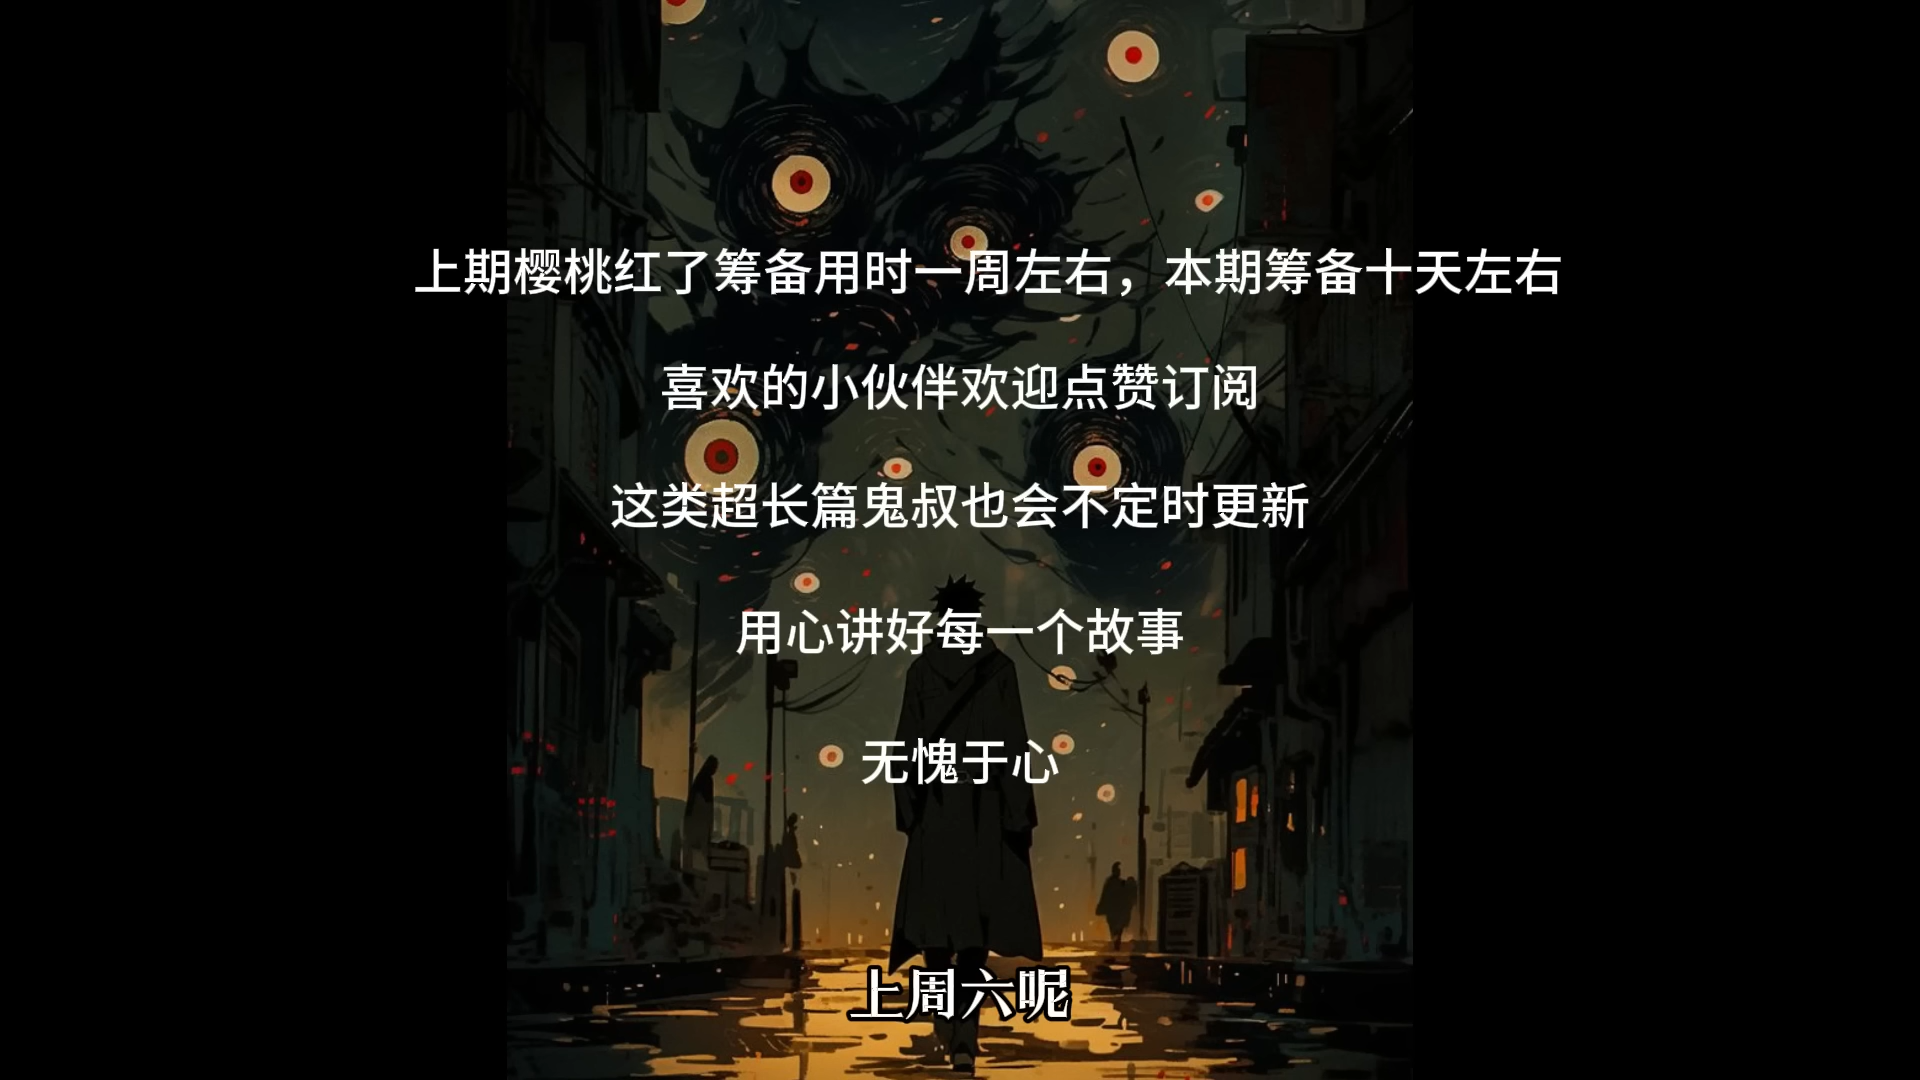 上期樱桃红了筹备用时一周左右，本期筹备十天左右
喜欢的小伙伴欢迎点赞订阅
这类超长篇鬼叔也会不定时更新
用心讲好每一个故事
无愧于心
上周六呢